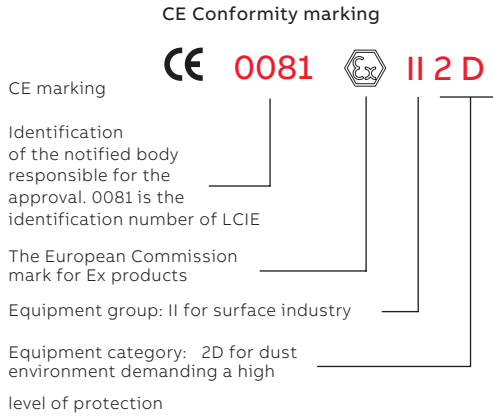 CE Conformity marking
CE 0081 Ex II 2 D
CE marking
Identification
of the notified body
responsible for the
approval. 0081 is the
identification number of LCIE
The European Commission
mark for Ex products
Equipment group: II for surface industry
Equipment category: 2D for dust
environment demanding a high
level of protection